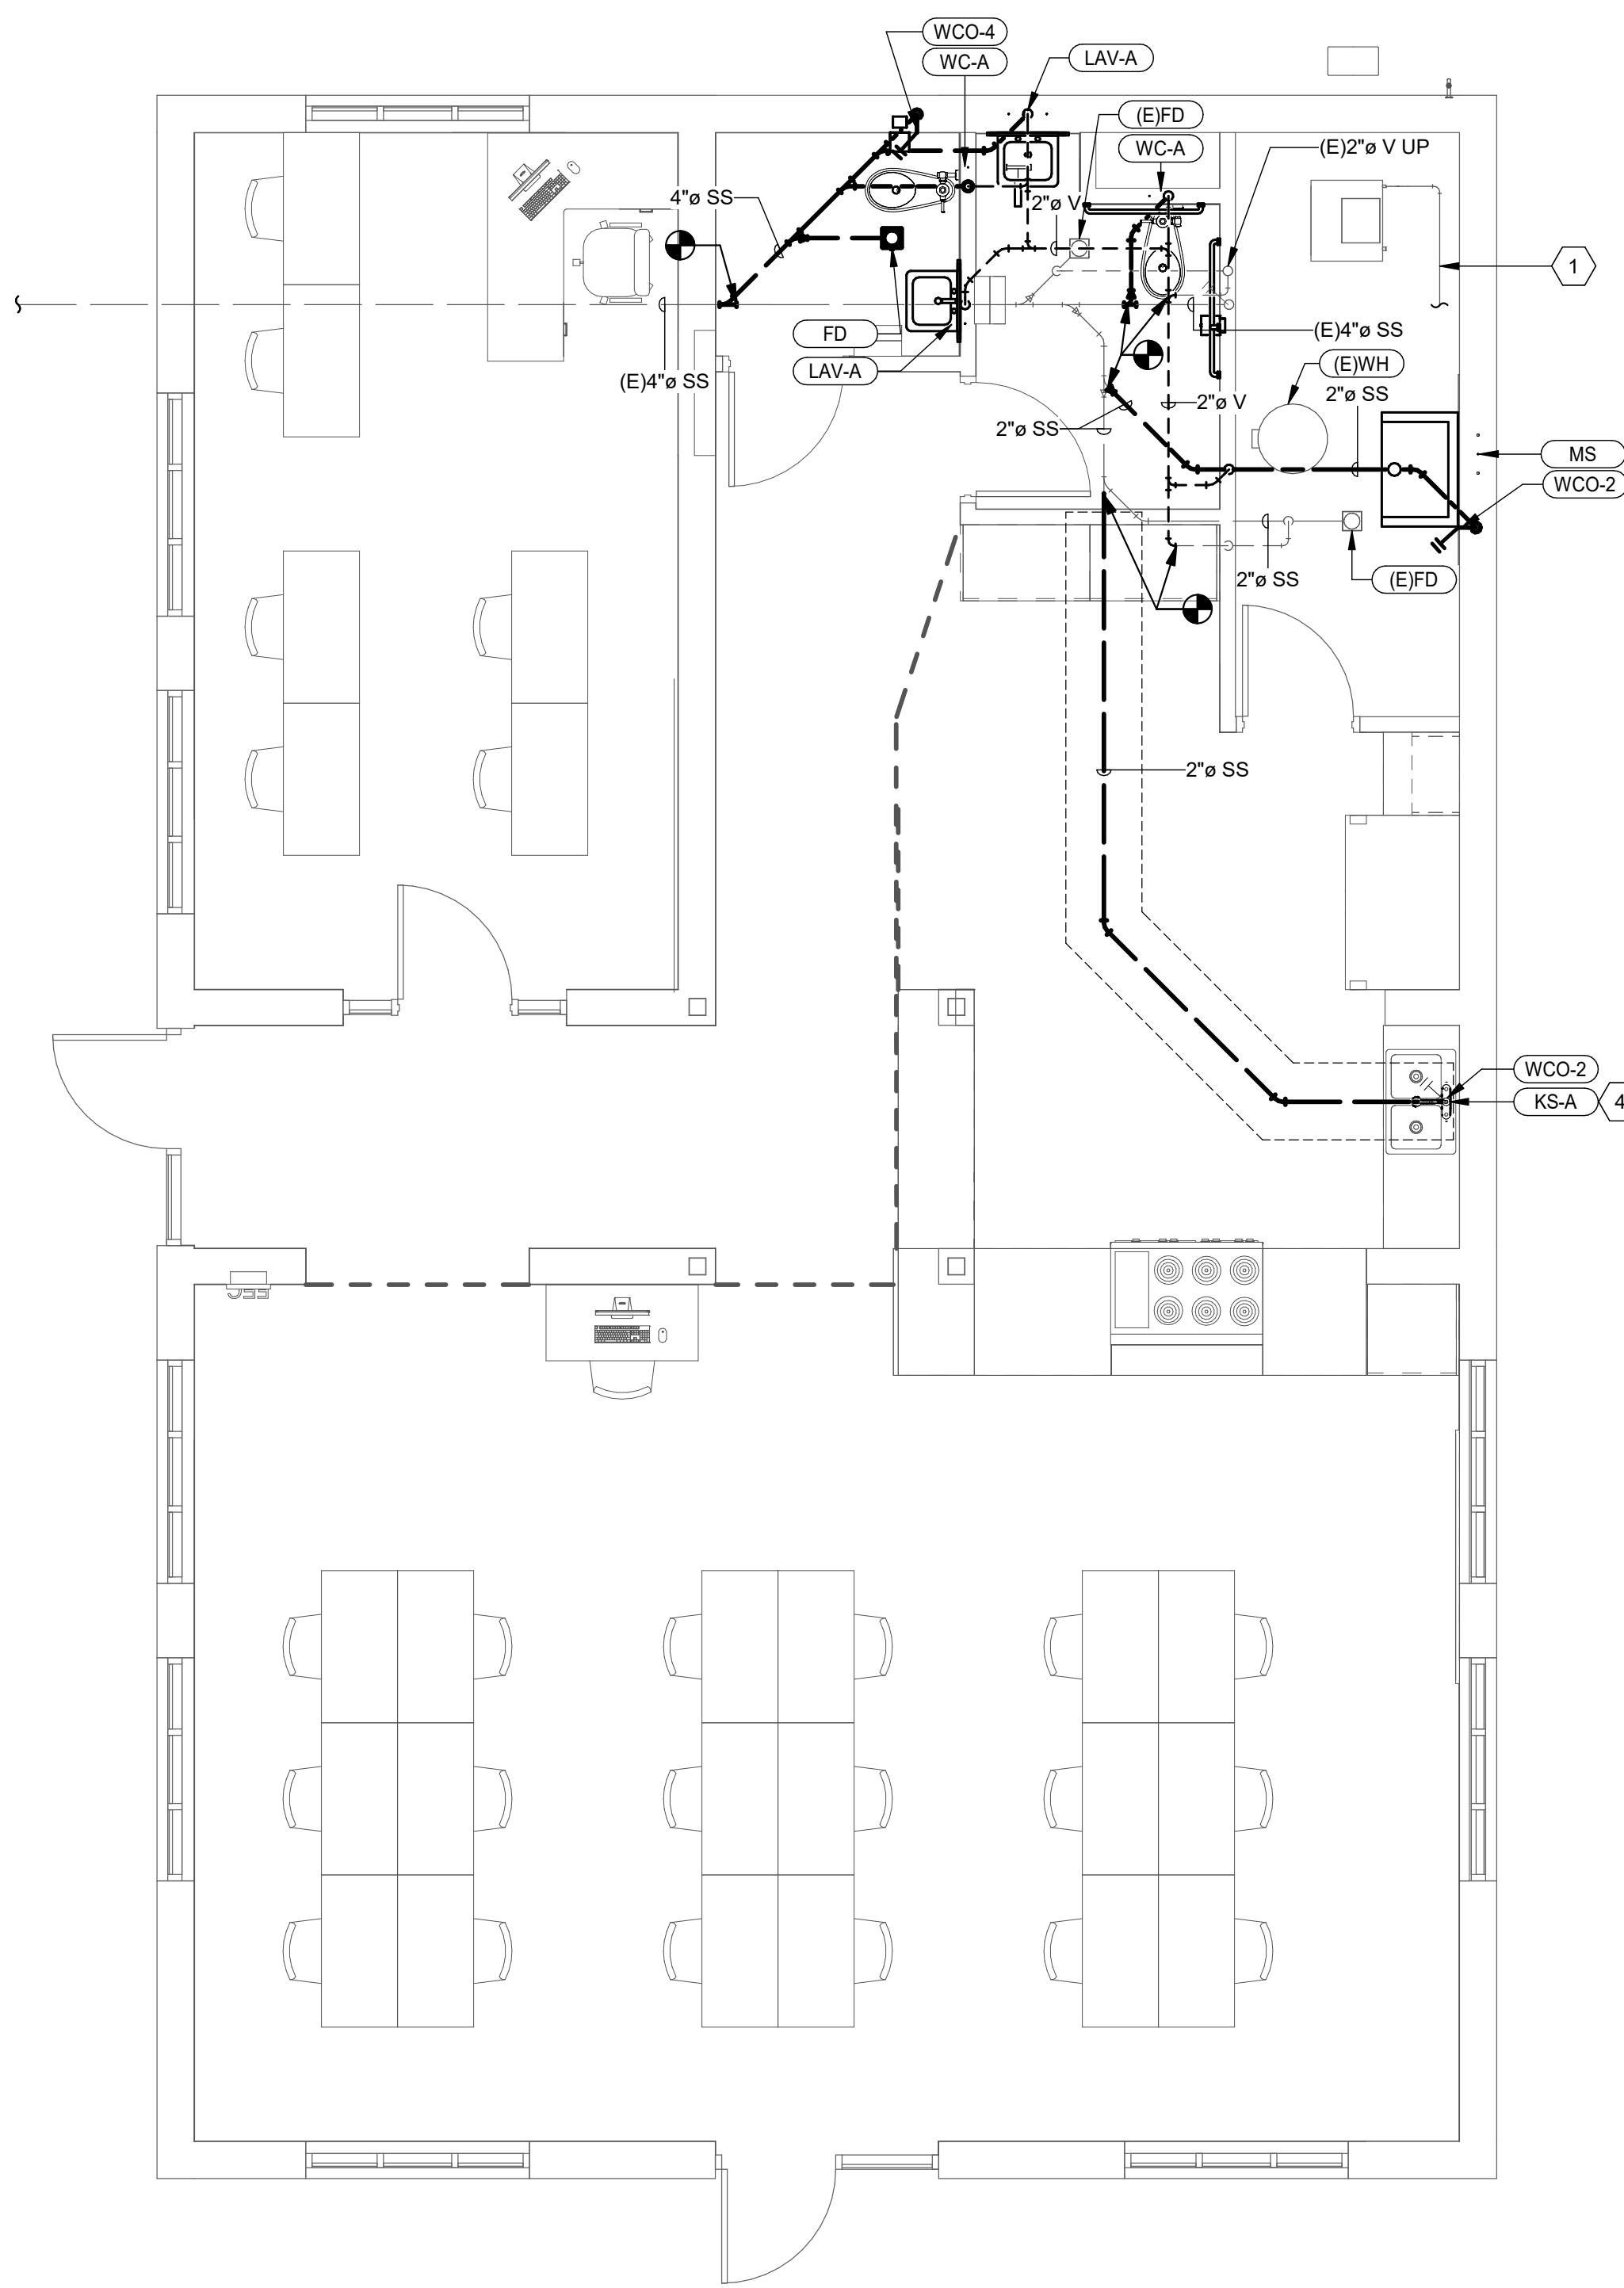 WCO-4
WC-A
LAV-A
(E)FD
WC-A
(E)2"ø V UP
4"ø SS
2"ø V
1
FD
(E)4"ø SS
(E)WH
LAV-A
(E)4"ø SS
2"ø SS
2"ø V
2"ø SS
MS
WCO-2
2"ø SS
(E)FD
2"ø SS
WCO-2
KS-A
4